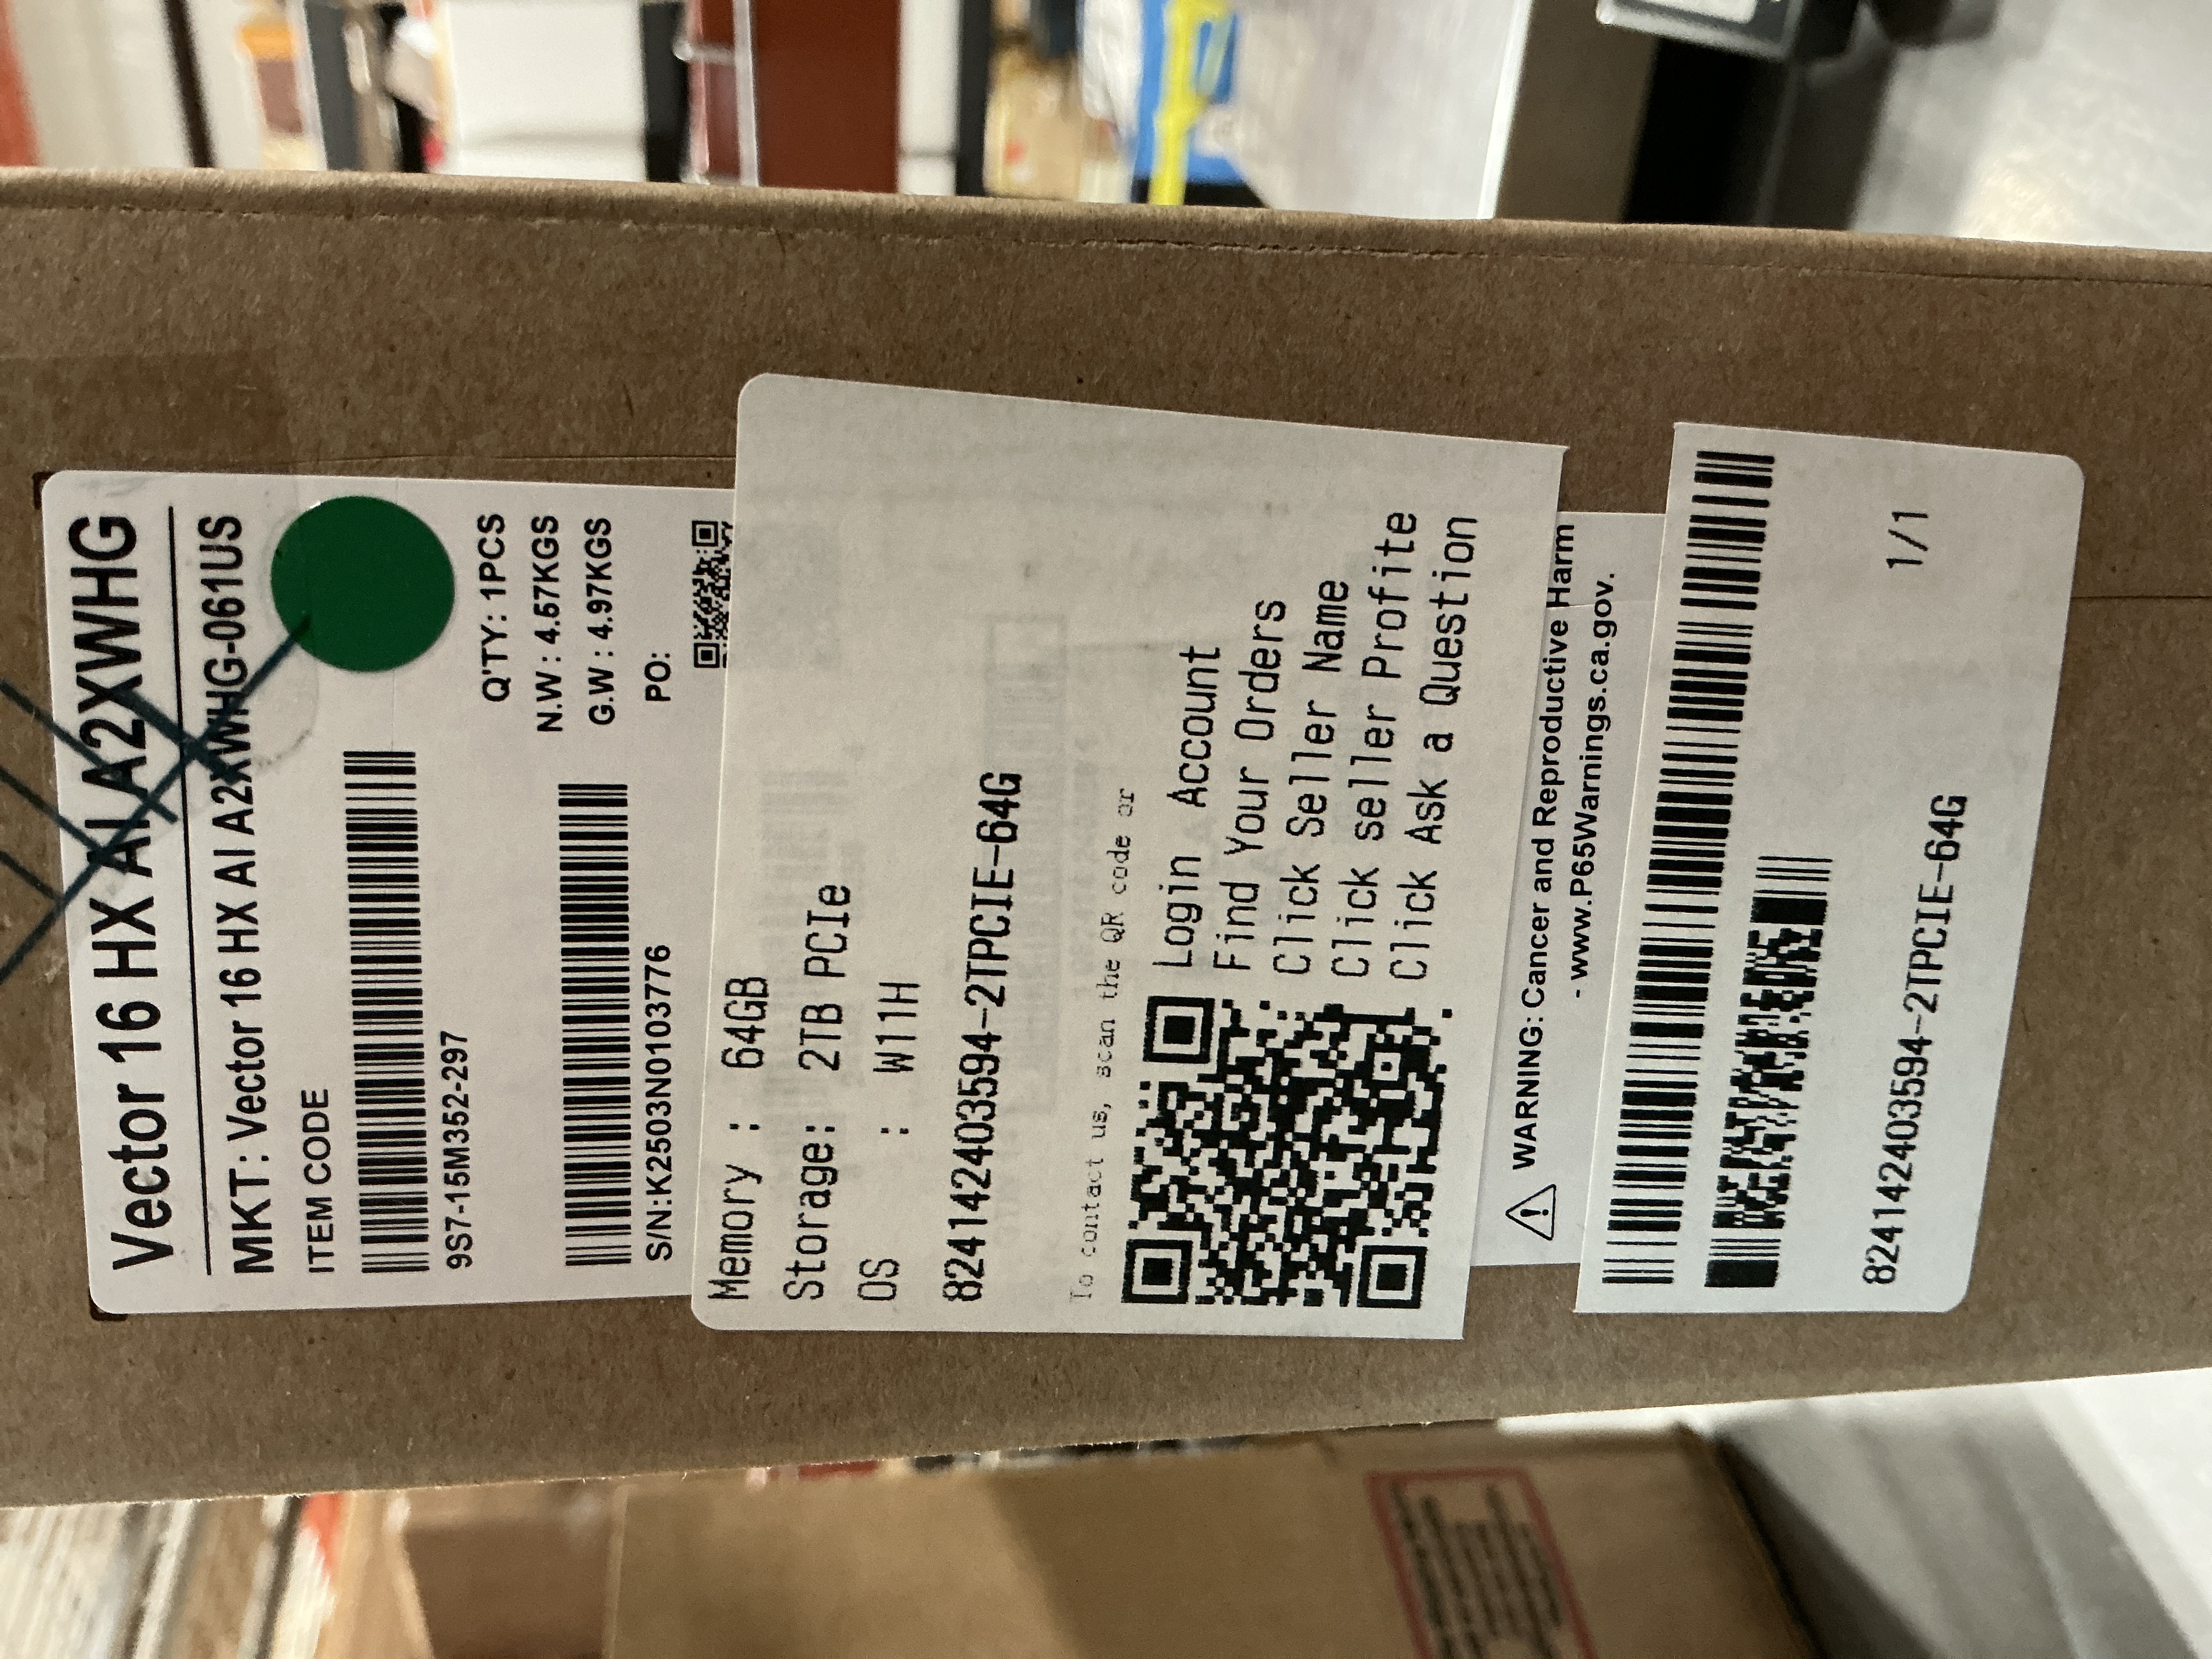 Vector 16 HX AI A2XWHG
MKT: Vector 16 HX AI A2XWHG-061US
ITEM CODE
9S7-15M352-297
Q'TY: 1PCS
N.W : 4.57KGS
G.W : 4.97KGS
S/N:K2503N0103776
PO:
Memory : 64GB
Storage: 2TB PCIe
OS : W11H
824142403594-2TPCIE-64G
To contact us, scan the QR code or
Login Account
Find Your Orders
Click Seller Name
Click seller Profite
Click Ask a Question
WARNING: Cancer and Reproductive Harm
- www.P65Warnings.ca.gov.
824142403594-2TPCIE-64G
1/1